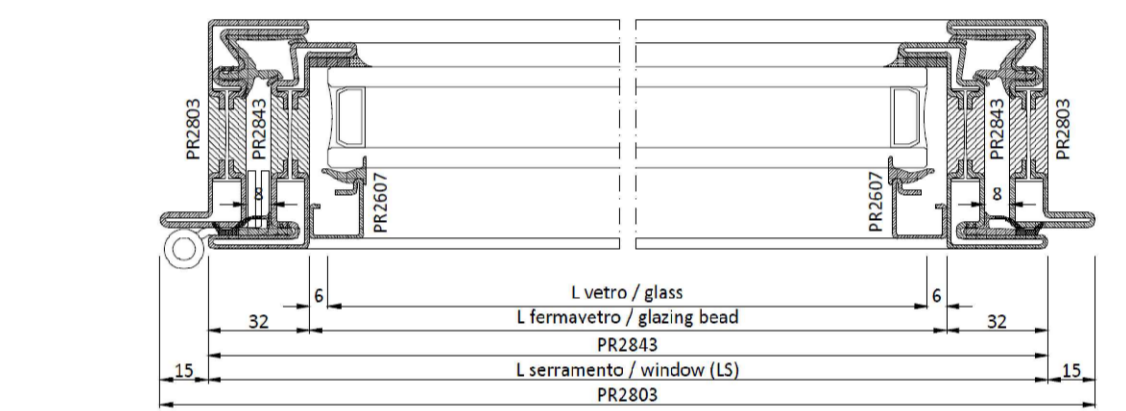 PR2803
PR2843
8
PR2607
PR2607
PR2843
8
PR2803
6
L vetro / glass
6
32
L fermavetro / glazing bead
32
PR2843
15
L serramento / window (LS)
15
PR2803